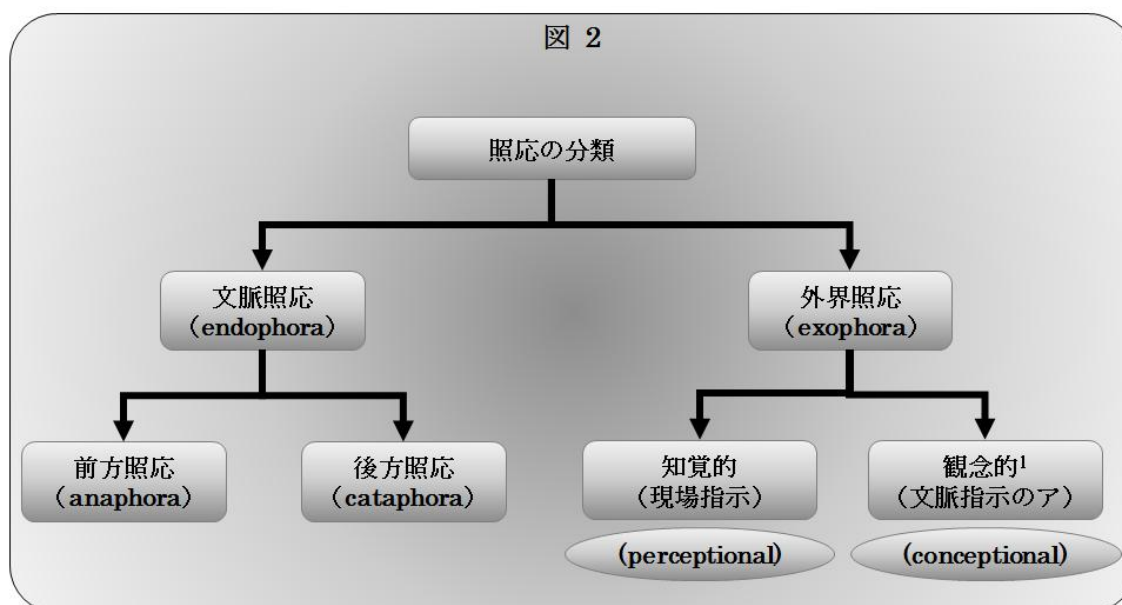 図 2
照応の分類
文脈照応
（endophora）
外界照応
（exophora）
前方照応
（anaphora）
後方照応
（cataphora）
知覚的
（現場指示）
(perceptional)
観念的¹
（文脈指示のア）
(conceptional)